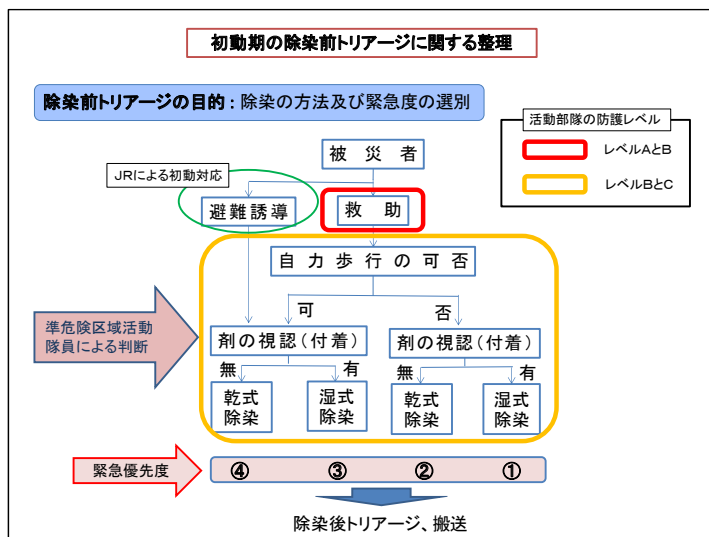 初動期の除染前トリアージに関する整理
除染前トリアージの目的：除染の方法及び緊急度の選別
活動部隊の防護レベル
レベルAとB
レベルBとC
被災者
JRによる初動対応
避難誘導
救助
自力歩行の可否
可
否
準危険区域活動
隊員による判断
剤の視認（付着）
剤の視認（付着）
無
有
無
有
乾式
除染
湿式
除染
乾式
除染
湿式
除染
緊急優先度
④ ③ ② ①
除染後トリアージ、搬送